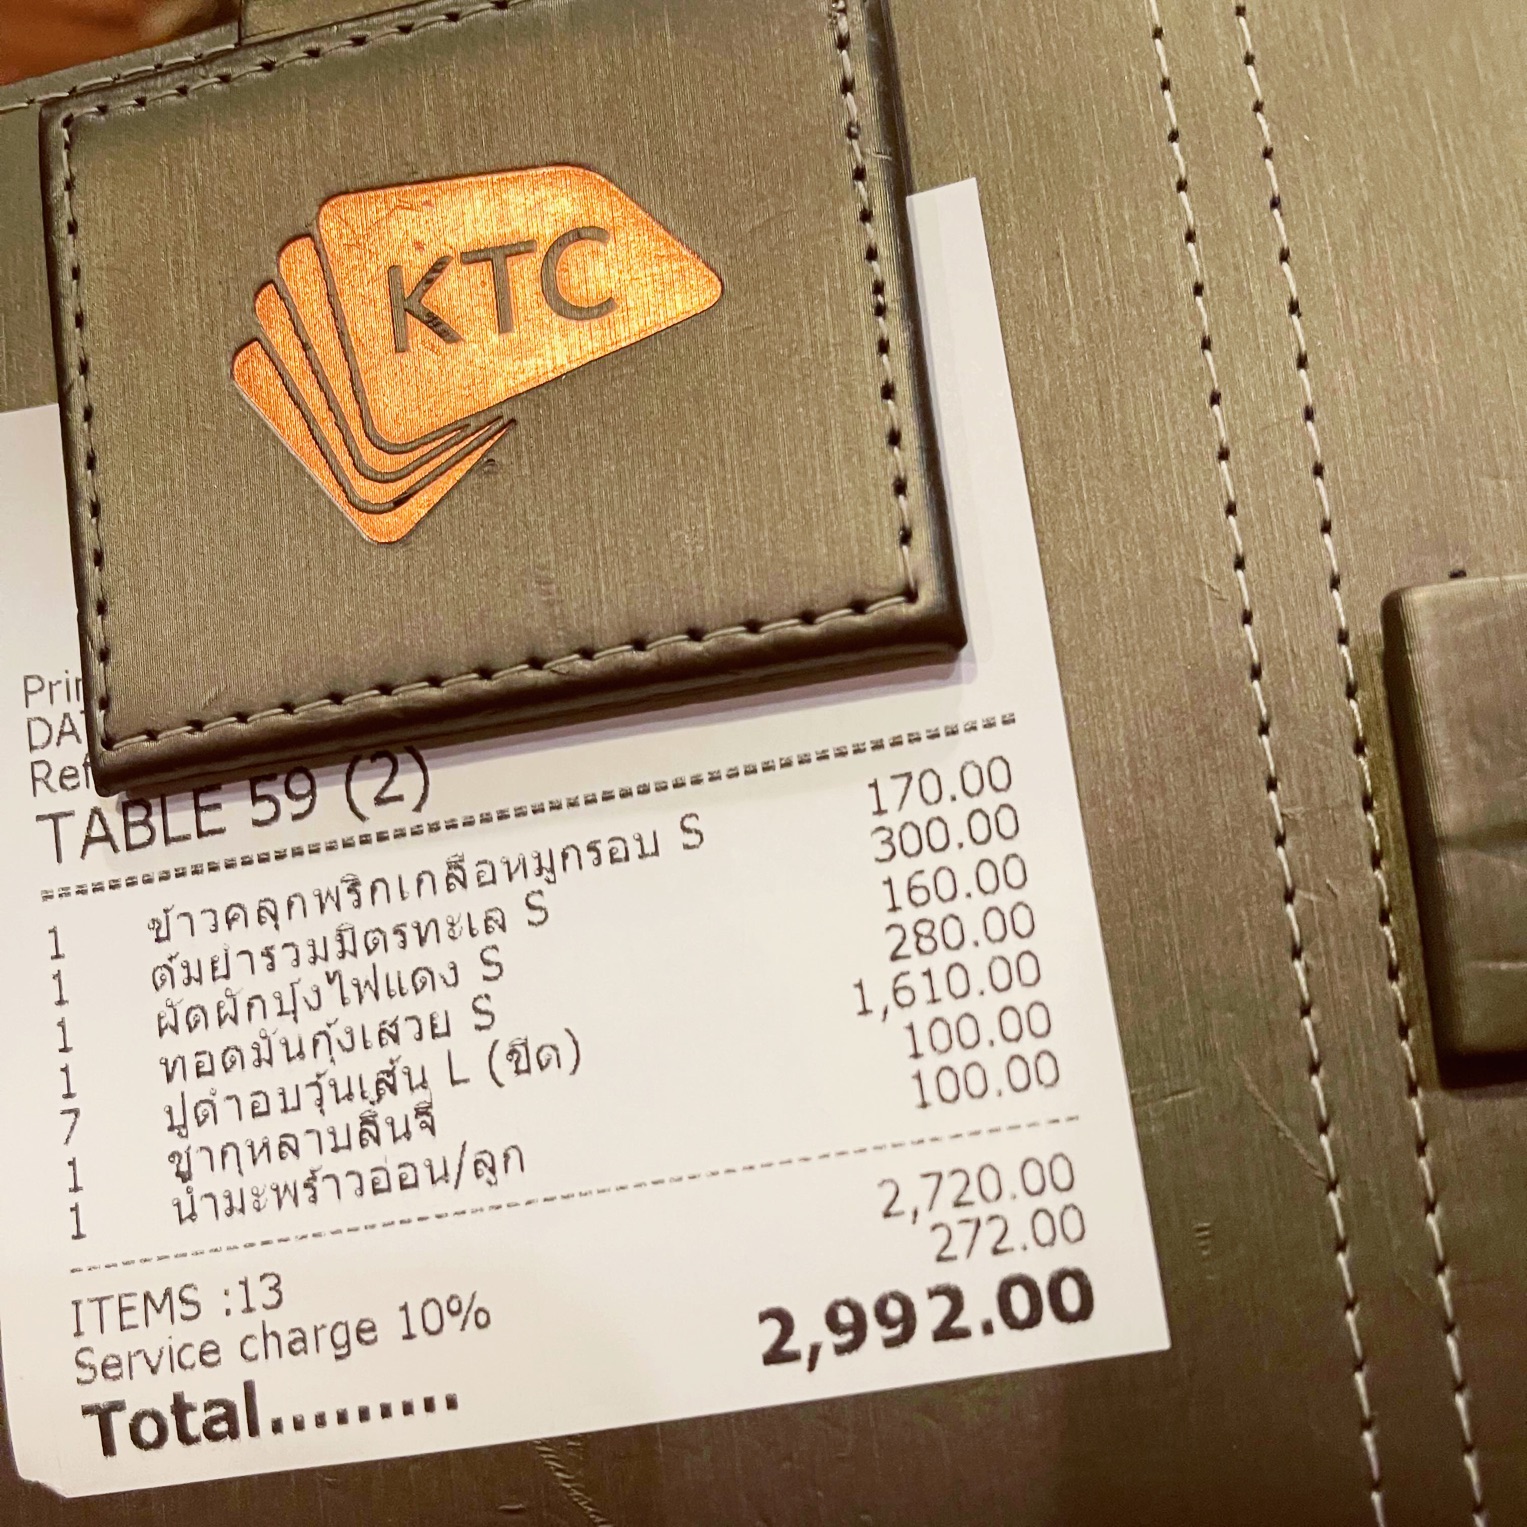 KTC
TABLE 59 (2)
1 ข้าวคลุกพริกเกลือหมูกรอบ S 170.00
1 ต้มยำรวมมิตรทะเล S 300.00
1 ผัดผักบุ้งไฟแดง S 160.00
1 ทอดมันกุ้งเสวย S 280.00
7 ปูดำอบวุ้นเส้น L (ขีด) 1,610.00
1 ชากุหลาบลิ้นจี่ 100.00
1 น้ำมะพร้าวอ่อน/ลูก 100.00
ITEMS :13 2,720.00
Service charge 10% 272.00
Total......... 2,992.00